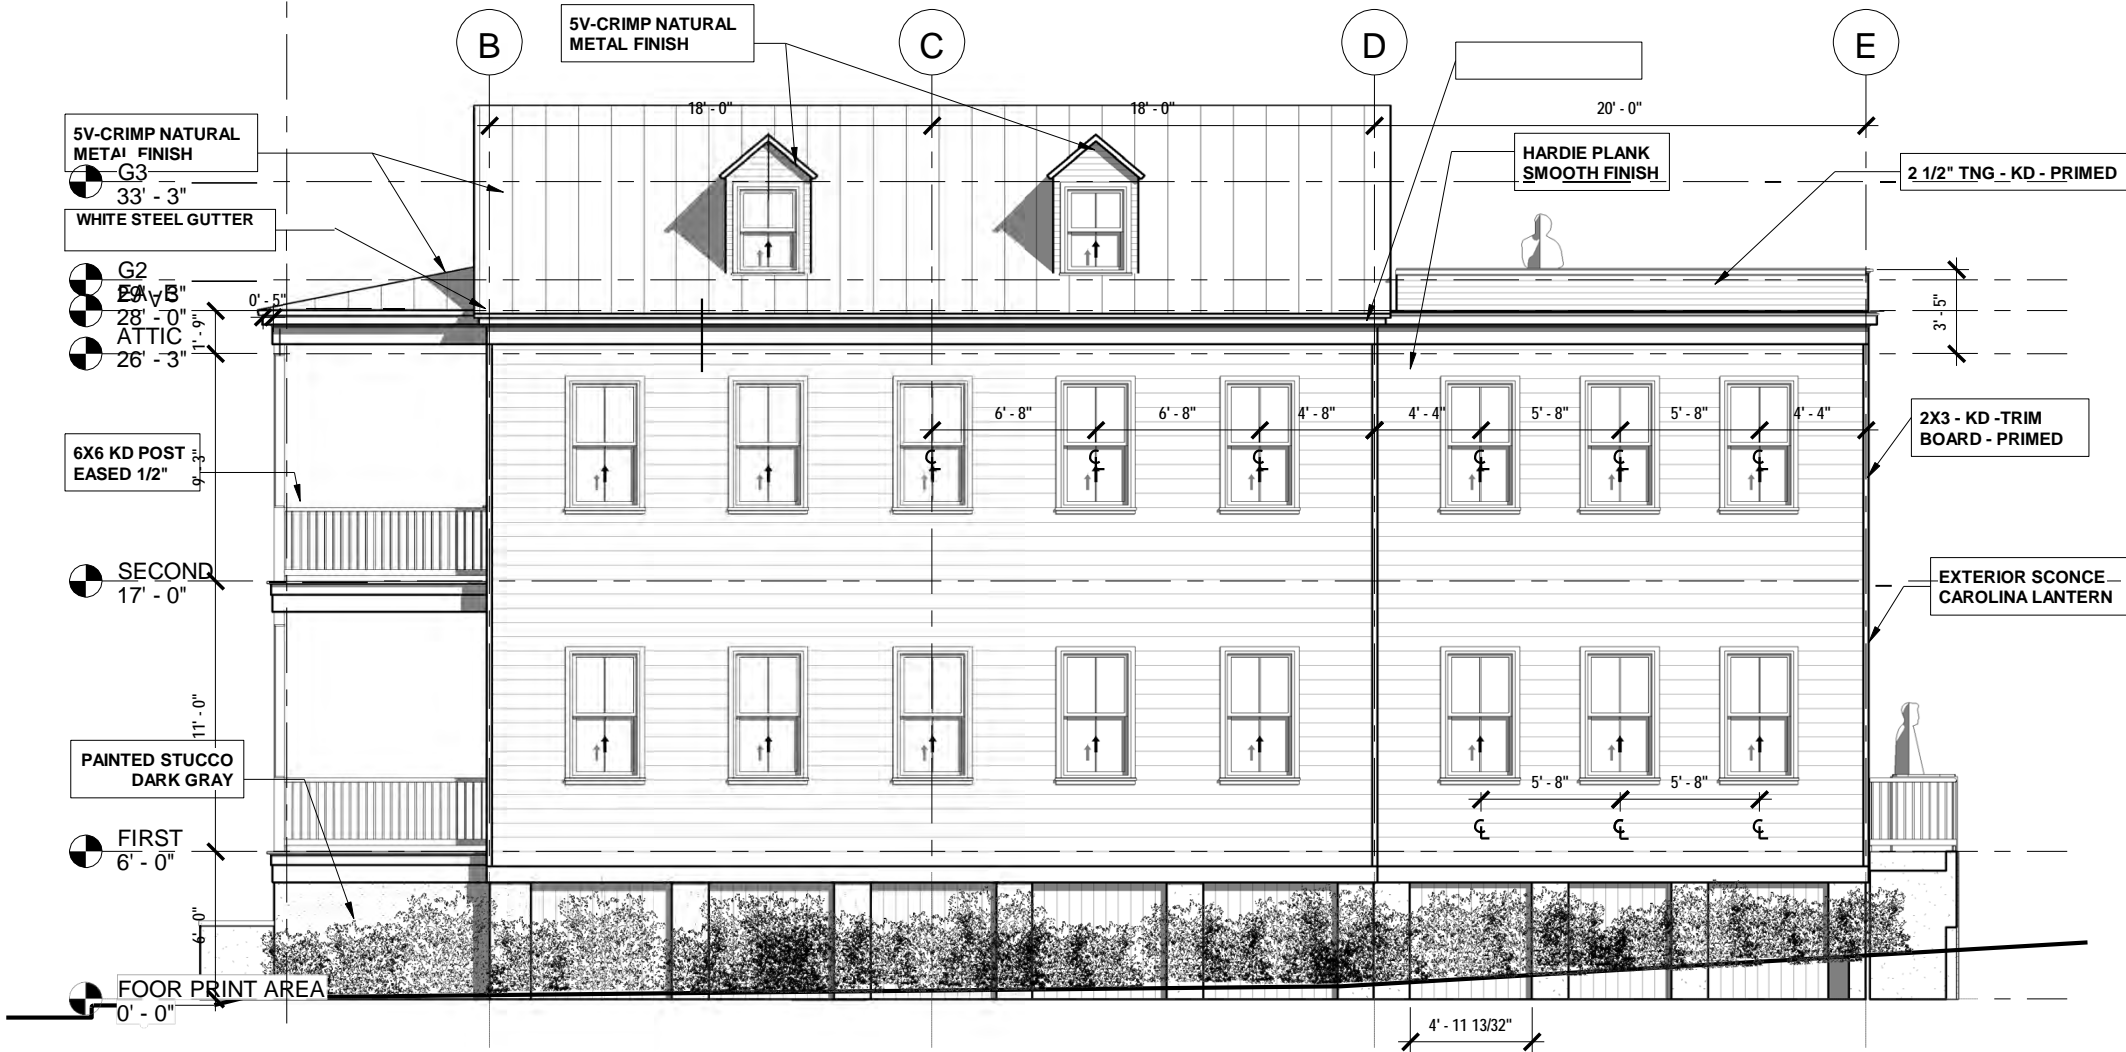 B
C
D
E
5V-CRIMP NATURAL
METAL FINISH
18' - 0"
18' - 0"
20' - 0"
5V-CRIMP NATURAL
METAL FINISH
G3
33' - 3"
WHITE STEEL GUTTER
HARDIE PLANK
SMOOTH FINISH
2 1/2" TNG - KD - PRIMED
G2
EAVE
28' - 0"
0' - 5"
1' - 9"
3' - 5"
ATTIC
26' - 3"
6' - 8"
6' - 8"
4' - 8"
4' - 4"
5' - 8"
5' - 8"
4' - 4"
2X3 - KD -TRIM
BOARD - PRIMED
6X6 KD POST
EASED 1/2"
9' - 3"
SECOND
17' - 0"
EXTERIOR SCONCE
CAROLINA LANTERN
11' - 0"
PAINTED STUCCO
DARK GRAY
5' - 8"
5' - 8"
FIRST
6' - 0"
6' - 0"
FOOR PRINT AREA
0' - 0"
4' - 11 13/32"